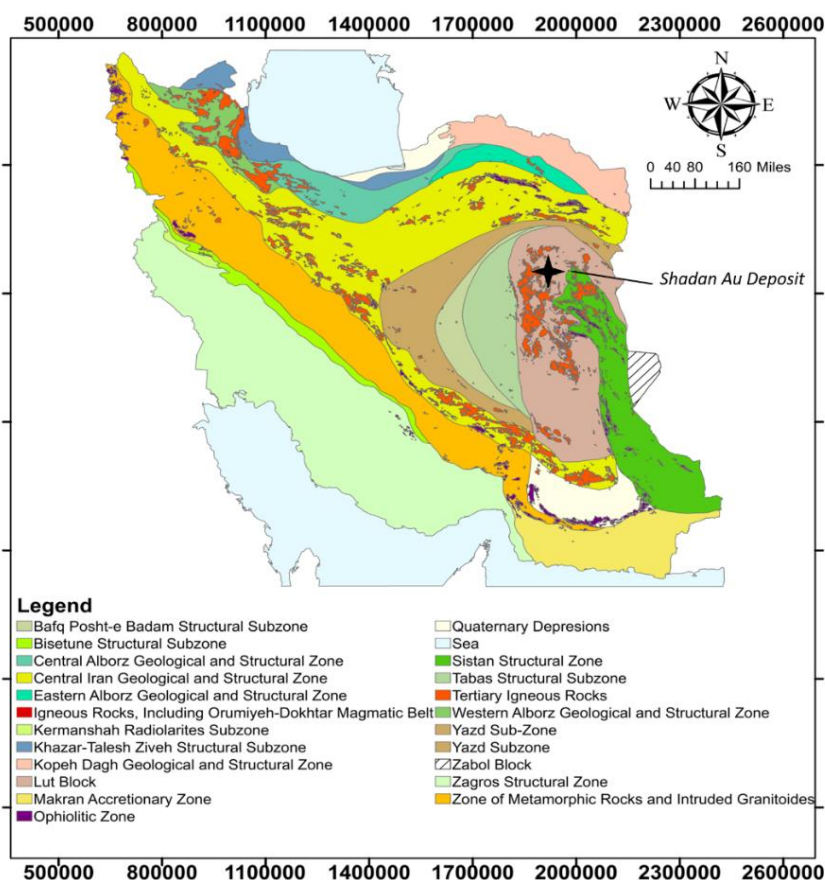 500000 800000 1100000 1400000 1700000 2000000 2300000 2600000
N
W E
S
0 40 80 160 Miles
Shadan Au Deposit
Legend
Bafq Posht-e Badam Structural Subzone
Bisetune Structural Subzone
Central Alborz Geological and Structural Zone
Central Iran Geological and Structural Zone
Eastern Alborz Geological and Structural Zone
Igneous Rocks, Including Orumiyeh-Dokhtar Magmatic Belt
Kermanshah Radiolarites Subzone
Khazar-Talesh Ziveh Structural Subzone
Kopeh Dagh Geological and Structural Zone
Lut Block
Makran Accretionary Zone
Ophiolitic Zone
Quaternary Depresions
Sea
Sistan Structural Zone
Tabas Structural Subzone
Tertiary Igneous Rocks
Western Alborz Geological and Structural Zone
Yazd Sub-Zone
Yazd Subzone
Zabol Block
Zagros Structural Zone
Zone of Metamorphic Rocks and Intruded Granitoides
500000 800000 1100000 1400000 1700000 2000000 2300000 2600000